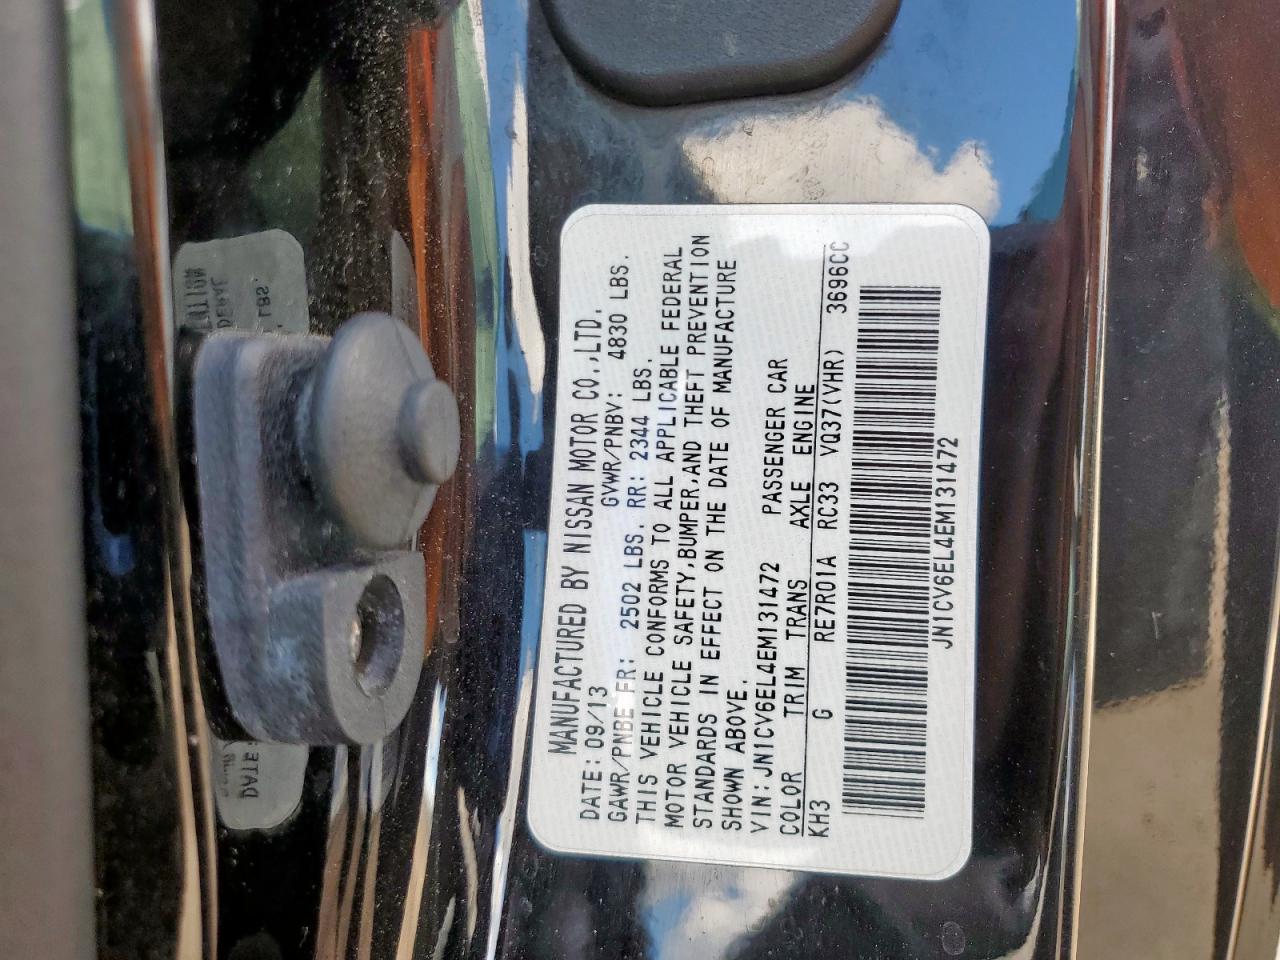 MANUFACTURED BY NISSAN MOTOR CO.,LTD.
DATE: 09/13 GVWR/PNBV: 4830 LBS.
GAWR/PNBE FR: 2502 LBS. RR: 2344 LBS.
THIS VEHICLE CONFORMS TO ALL APPLICABLE FEDERAL
MOTOR VEHICLE SAFETY,BUMPER,AND THEFT PREVENTION
STANDARDS IN EFFECT ON THE DATE OF MANUFACTURE
SHOWN ABOVE.
VIN:JN1CV6EL4EM131472 PASSENGER CAR
COLOR TRIM TRANS AXLE ENGINE
KH3 G RE7R01A RC33 VQ37(VHR) 3696CC
JN1CV6EL4EM131472